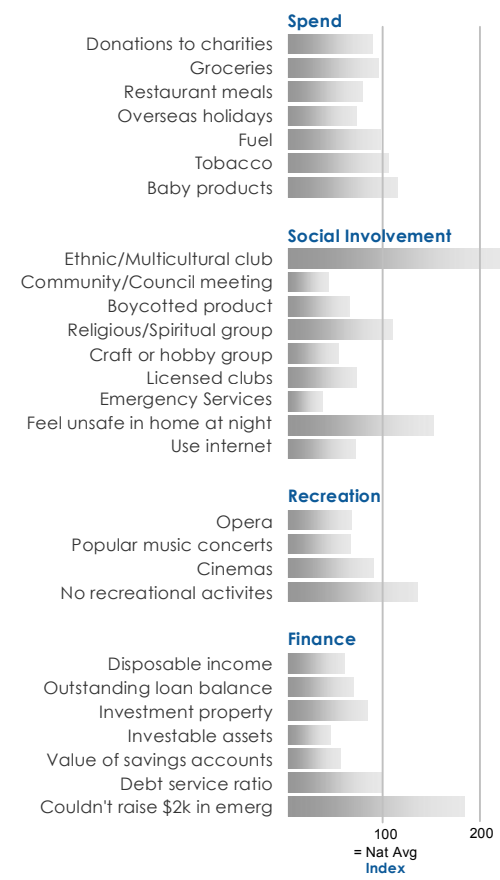 Spend
Donations to charities
Groceries
Restaurant meals
Overseas holidays
Fuel
Tobacco
Baby products
Social Involvement
Ethnic/Multicultural club
Community/Council meeting
Boycotted product
Religious/Spiritual group
Craft or hobby group
Licensed clubs
Emergency Services
Feel unsafe in home at night
Use internet
Recreation
Opera
Popular music concerts
Cinemas
No recreational activites
Finance
Disposable income
Outstanding loan balance
Investment property
Investable assets
Value of savings accounts
Debt service ratio
Couldn't raise $2k in emerg
100 200
= Nat Avg
Index